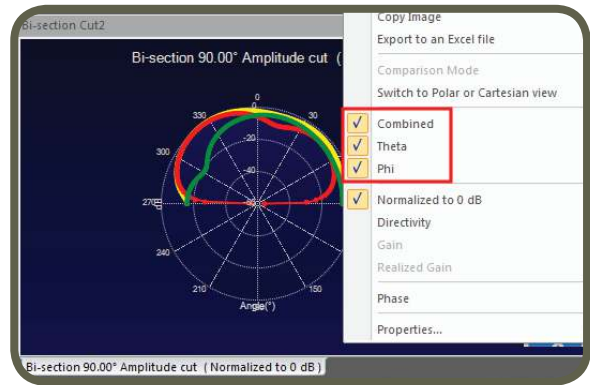 Bi-section Cut2
Copy Image
Export to an Excel file
Comparison Mode
Switch to Polar or Cartesian view
Combined
Theta
Phi
Normalized to 0 dB
Directivity
Gain
Realized Gain
Phase
Properties...
Bi-section 90.00° Amplitude cut (
0
0
330
30
-20
300
-40
270
dB
240
210
150
Angle(°)
Bi-section 90.00° Amplitude cut ( Normalized to 0 dB )